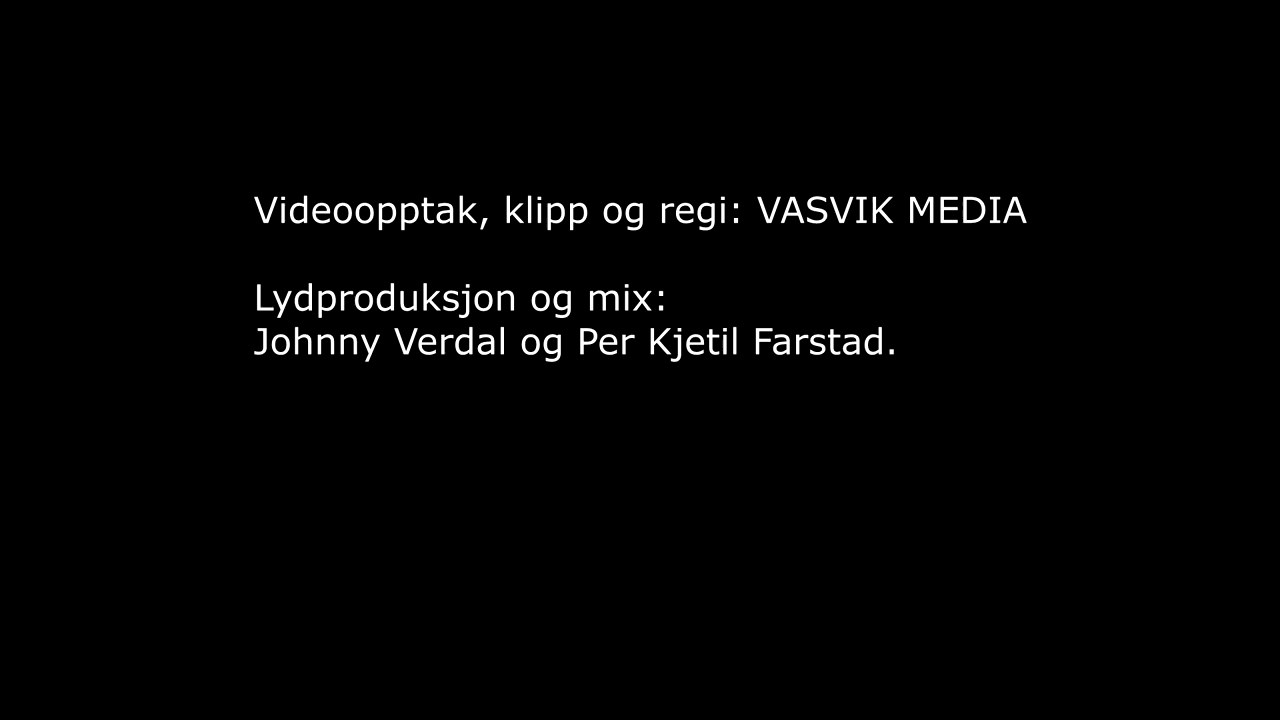 Videoopptak, klipp og regi: VASVIK MEDIA
Lydproduksjon og mix:
Johnny Verdal og Per Kjetil Farstad.